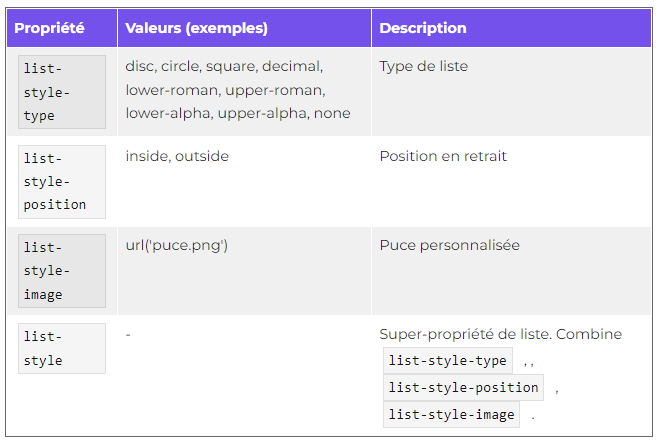 Propriété Valeurs (exemples) Description
list-
style-
type
disc, circle, square, decimal,
lower-roman, upper-roman,
lower-alpha, upper-alpha, none
Type de liste
list-
style-
position
inside, outside
Position en retrait
list-
style-
image
url('puce.png')
Puce personnalisée
list-
style
-
Super-propriété de liste. Combine
list-style-type , ,
list-style-position ,
list-style-image .